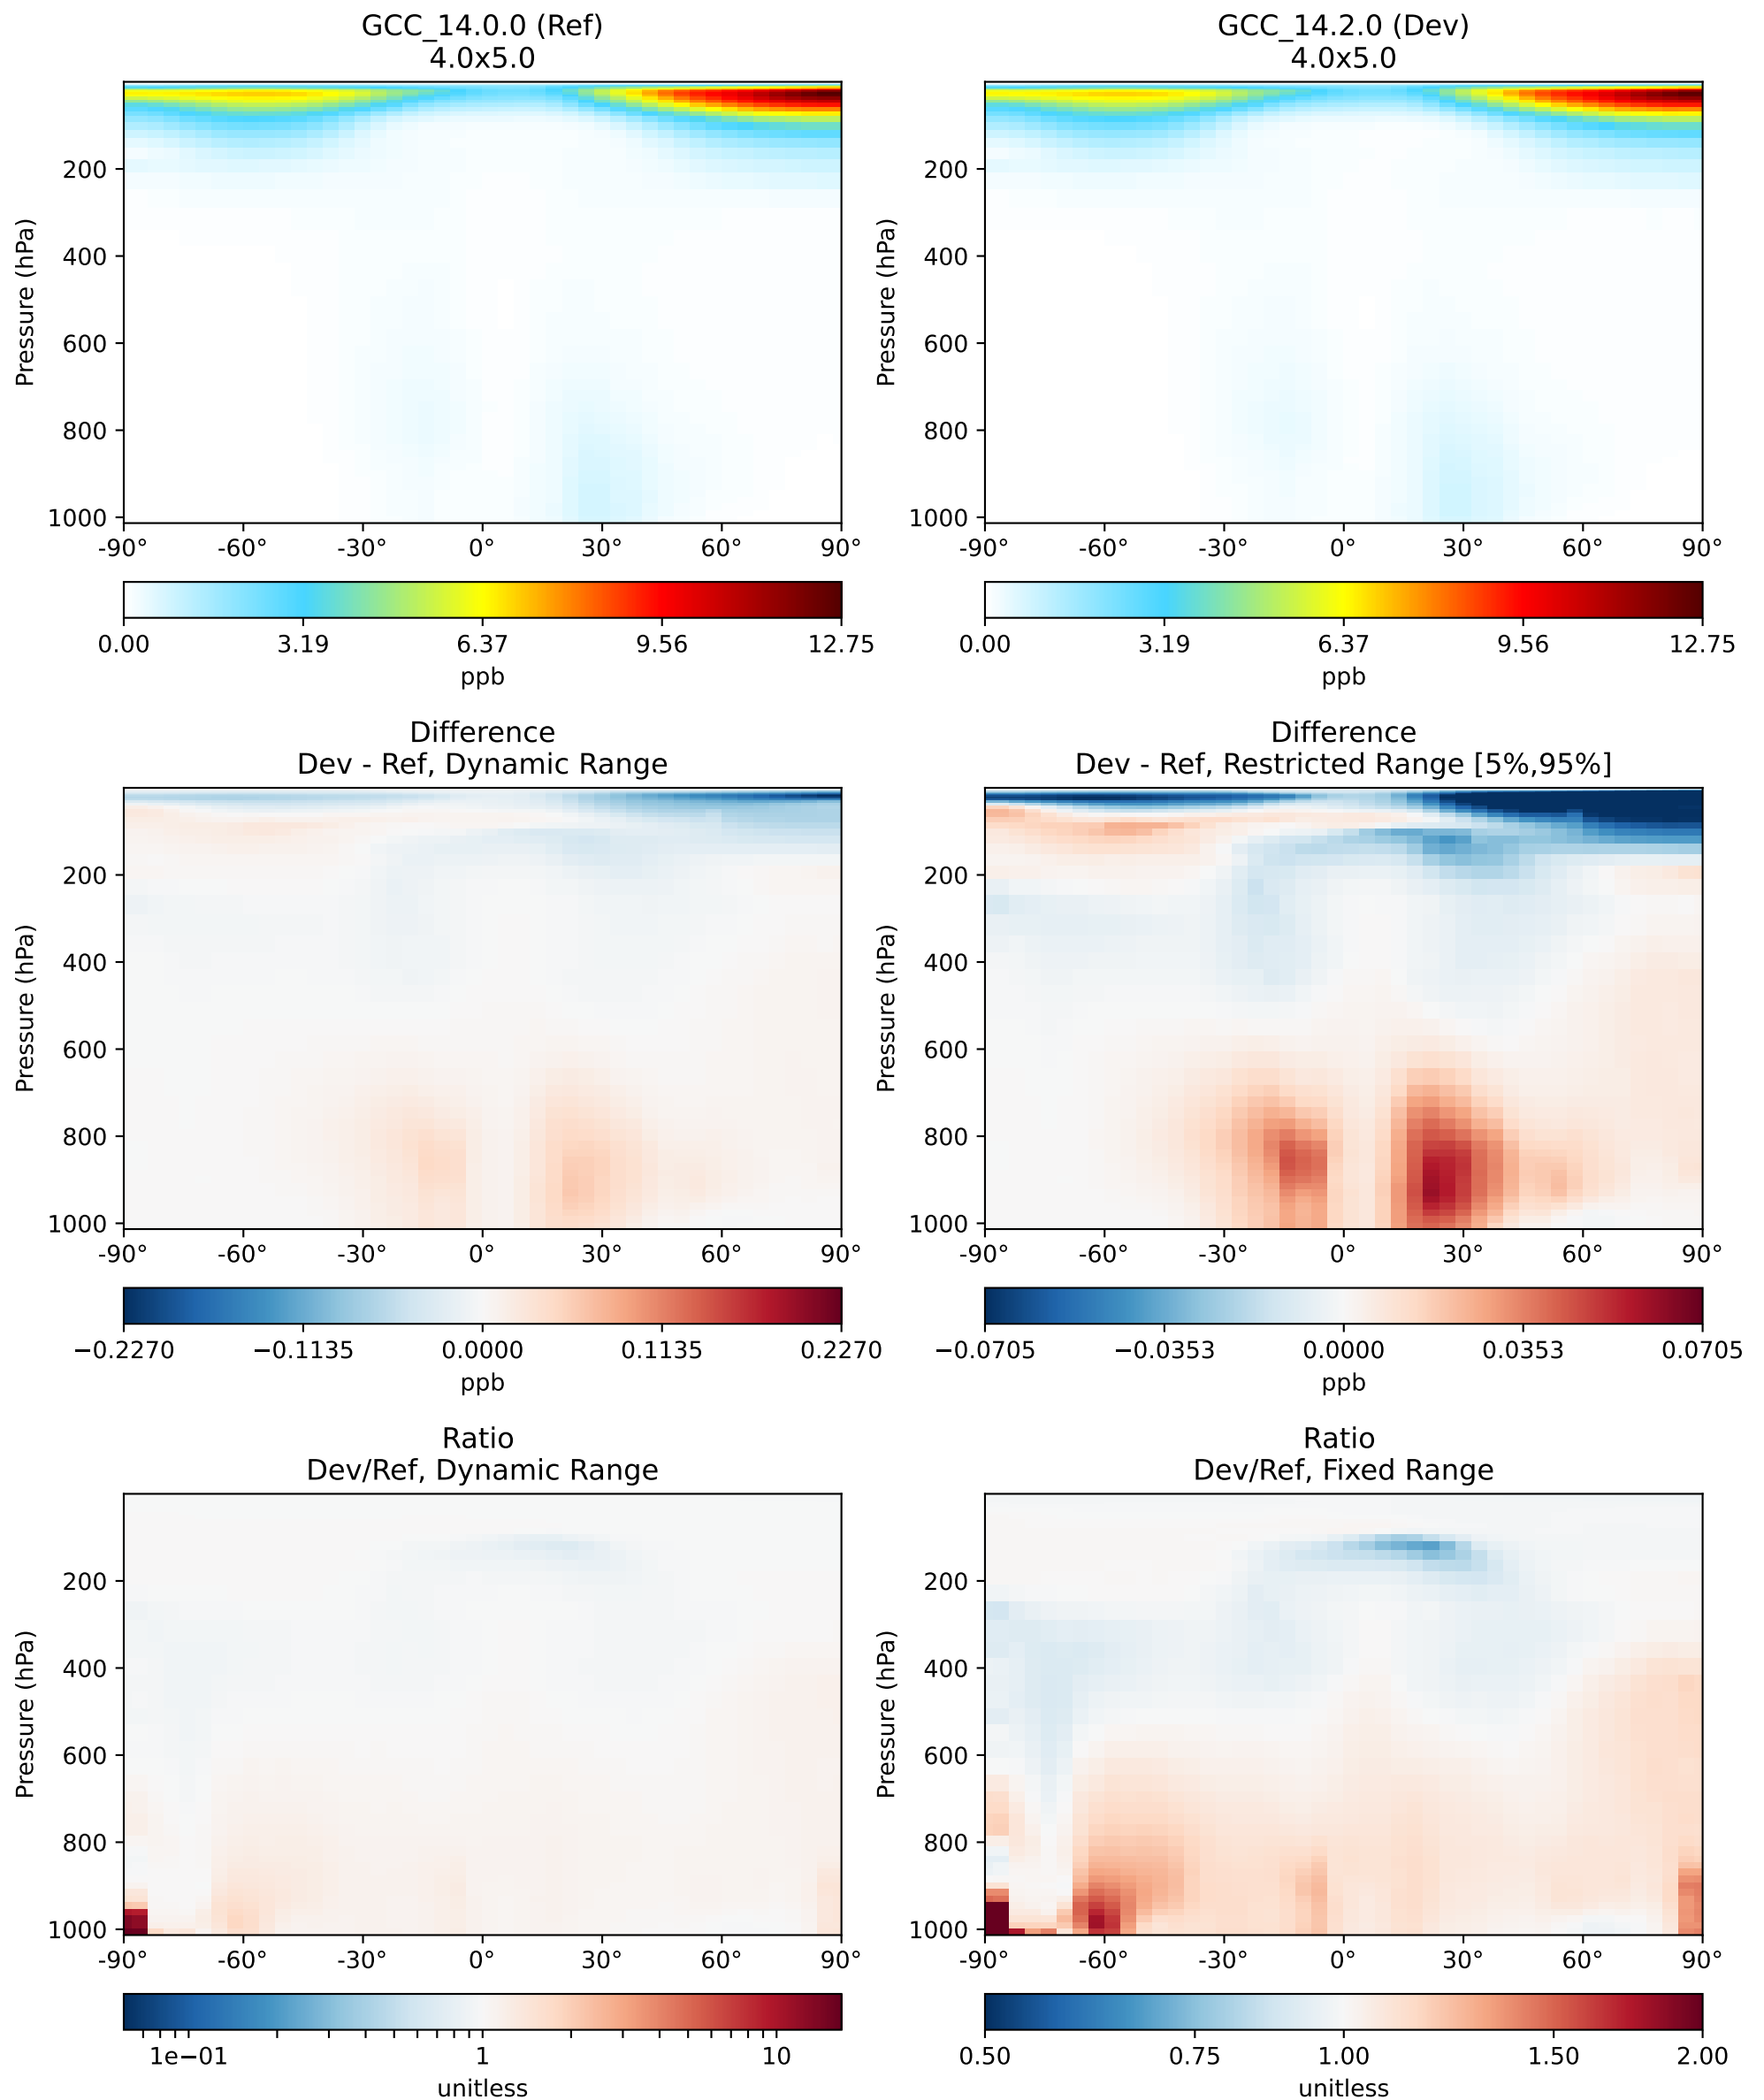 GCC_14.0.0 (Ref)
4.0x5.0
Pressure (hPa)
200
400
600
800
1000
-90° -60° -30° 0° 30° 60° 90°
0.00 3.19 6.37 9.56 12.75
ppb
GCC_14.2.0 (Dev)
4.0x5.0
Pressure (hPa)
200
400
600
800
1000
-90° -60° -30° 0° 30° 60° 90°
0.00 3.19 6.37 9.56 12.75
ppb
Difference
Dev - Ref, Dynamic Range
Pressure (hPa)
200
400
600
800
1000
-90° -60° -30° 0° 30° 60° 90°
−0.2270 −0.1135 0.0000 0.1135 0.2270
ppb
Difference
Dev - Ref, Restricted Range [5%,95%]
Pressure (hPa)
200
400
600
800
1000
-90° -60° -30° 0° 30° 60° 90°
−0.0705 −0.0353 0.0000 0.0353 0.0705
ppb
Ratio
Dev/Ref, Dynamic Range
Pressure (hPa)
200
400
600
800
1000
-90° -60° -30° 0° 30° 60° 90°
1e−01 1 10
unitless
Ratio
Dev/Ref, Fixed Range
Pressure (hPa)
200
400
600
800
1000
-90° -60° -30° 0° 30° 60° 90°
0.50 0.75 1.00 1.50 2.00
unitless